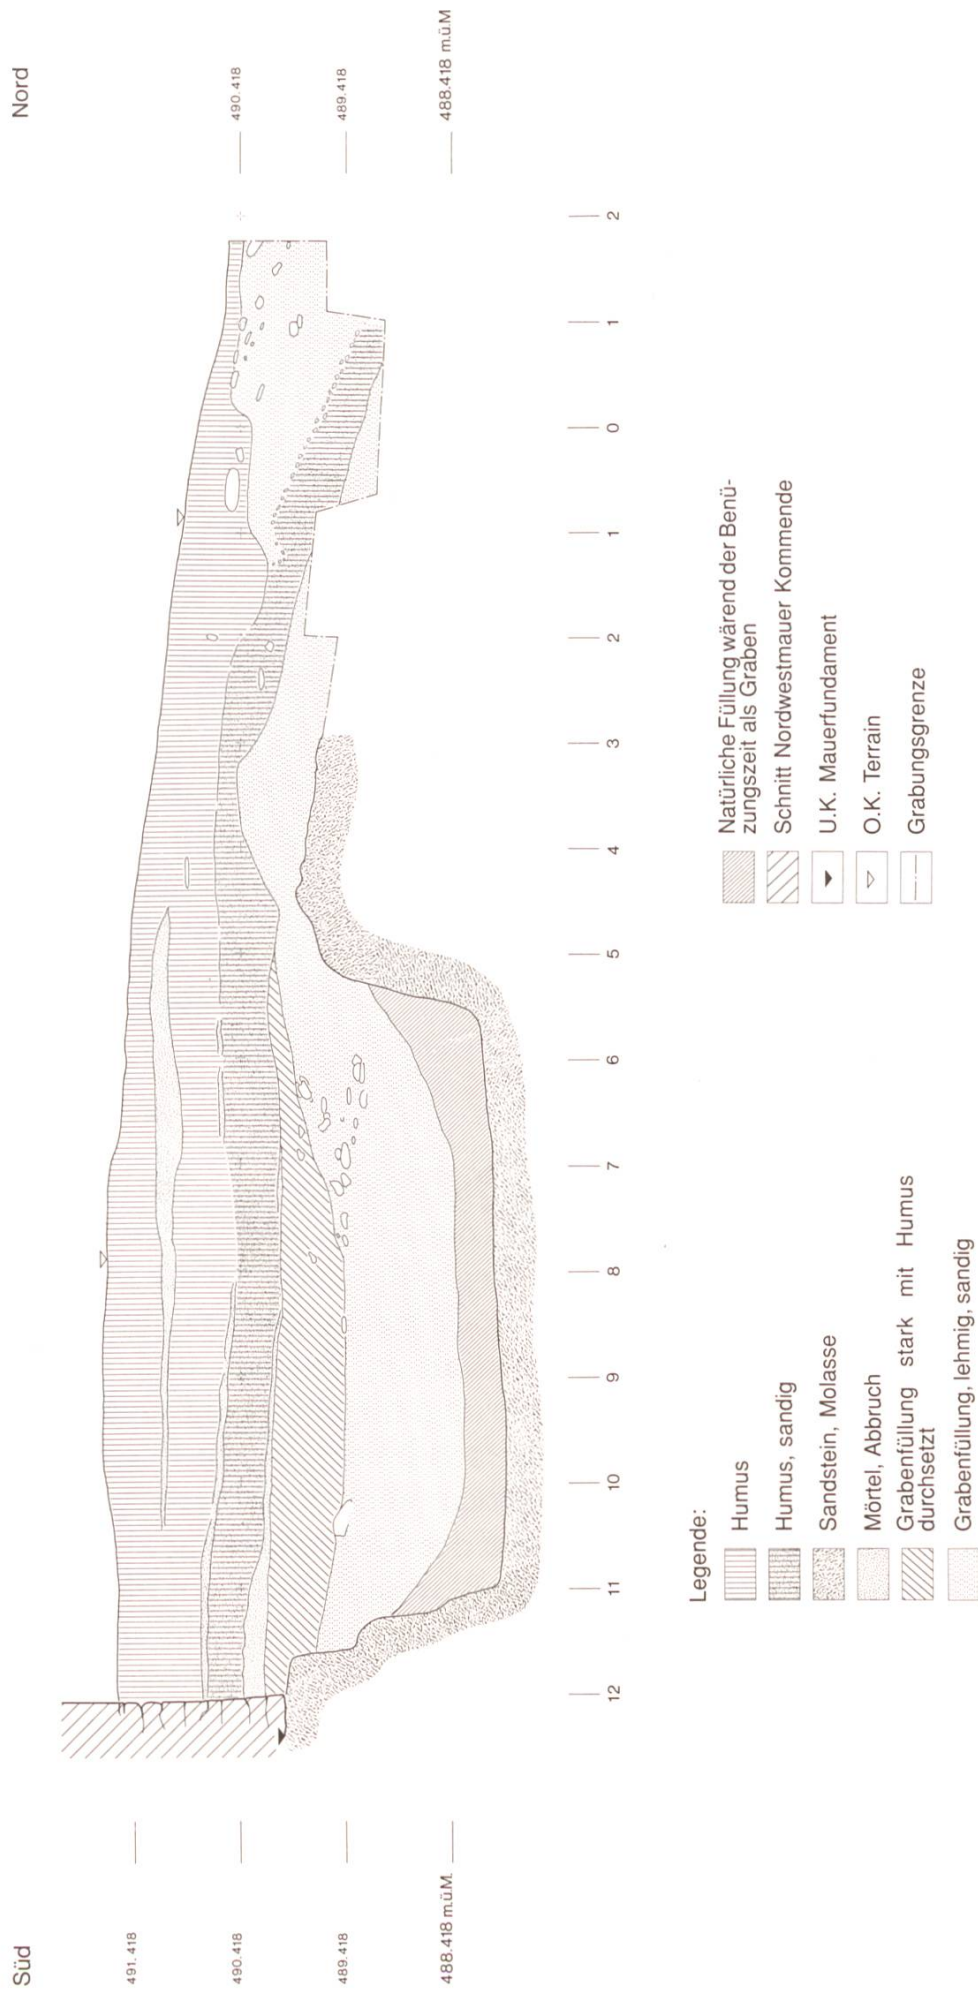 Süd
Nord
491.418
490.418
489.418
488.418 m.ü.M.
490.418
489.418
488.418 m.ü.M
12
11
10
9
8
7
6
5
4
3
2
1
0
1
2
Legende:
Humus
Humus, sandig
Sandstein, Molasse
Mörtel, Abbruch
Grabenfüllung stark mit Humus
durchsetzt
Grabenfüllung, lehmig, sandig
Natürliche Füllung wärend der Benü-
zungszeit als Graben
Schnitt Nordwestmauer Kommende
U.K. Mauerfundament
O.K. Terrain
Grabungsgrenze